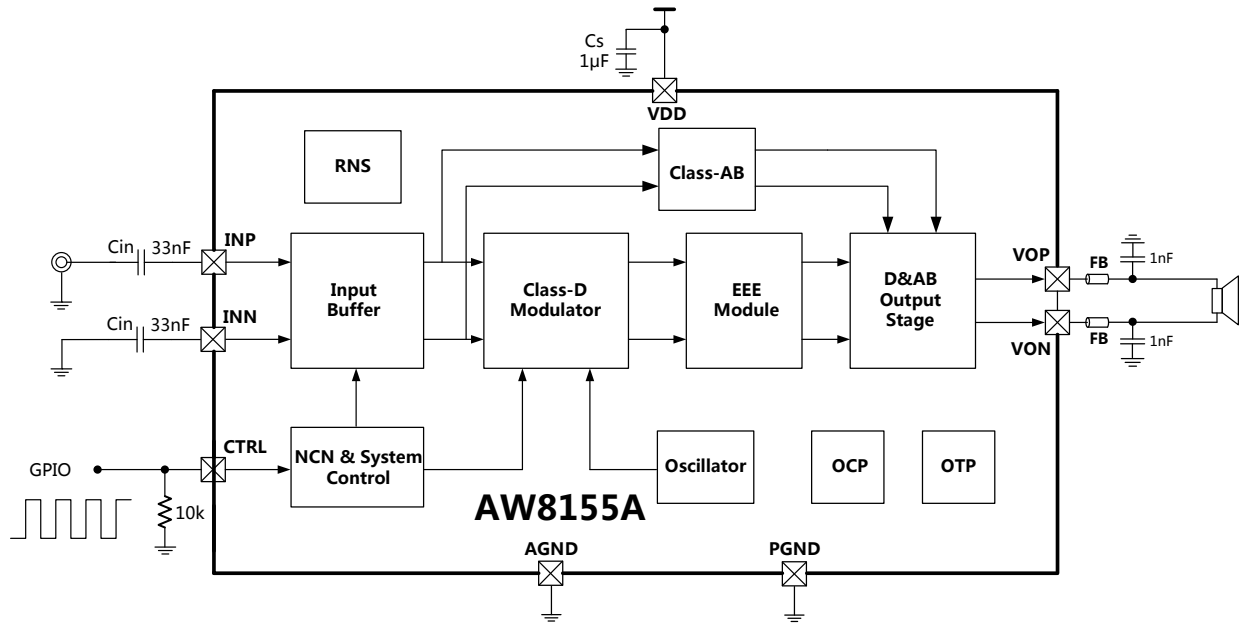 Cs
1μF
VDD
RNS
Class-AB
Cin 33nF
INP
Input
Buffer
Class-D
Modulator
EEE
Module
D&AB
Output
Stage
VOP
FB
1nF
Cin 33nF
INN
VON
FB
1nF
GPIO
CTRL
10k
NCN & System
Control
Oscillator
OCP
OTP
AW8155A
AGND
PGND